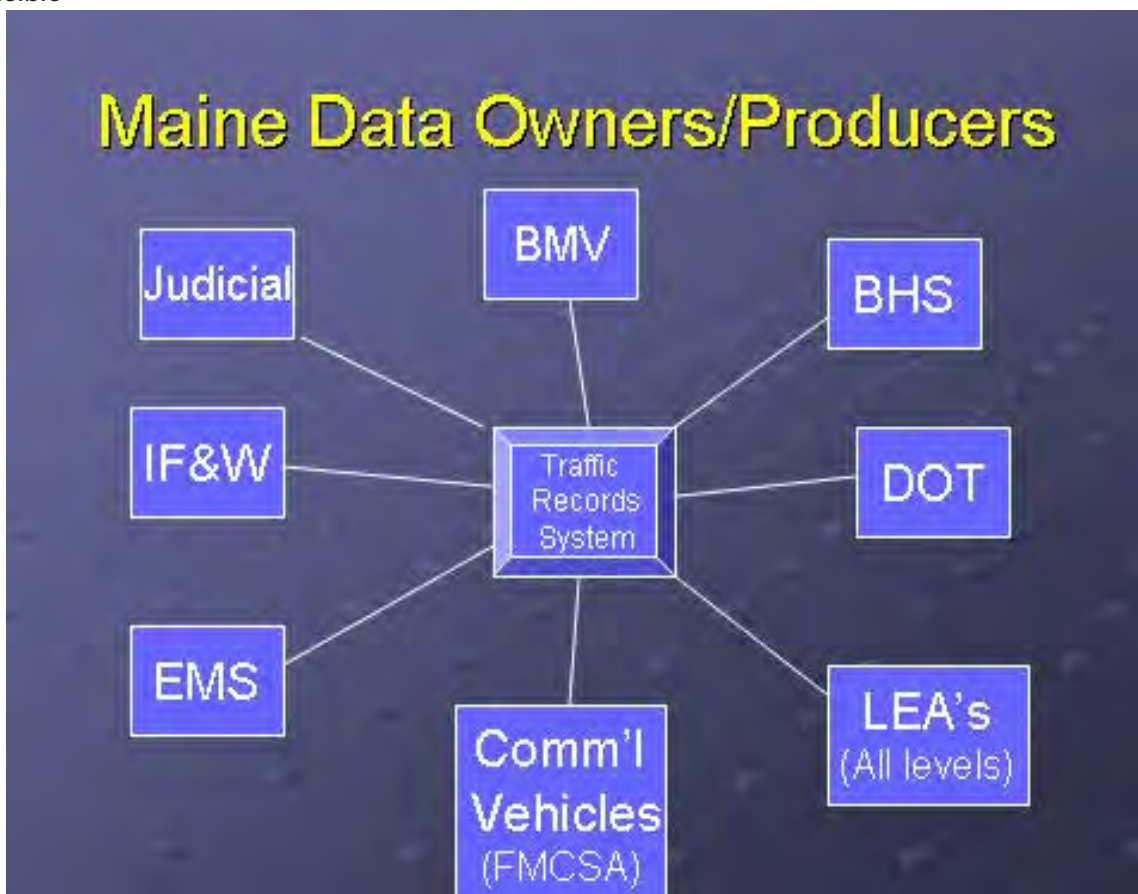 Maine Data Owners/Producers
Judicial
BMV
BHS
IF&W
Traffic
Records
System
DOT
EMS
Comm'l
Vehicles
(FMCSA)
LEA's
(All levels)